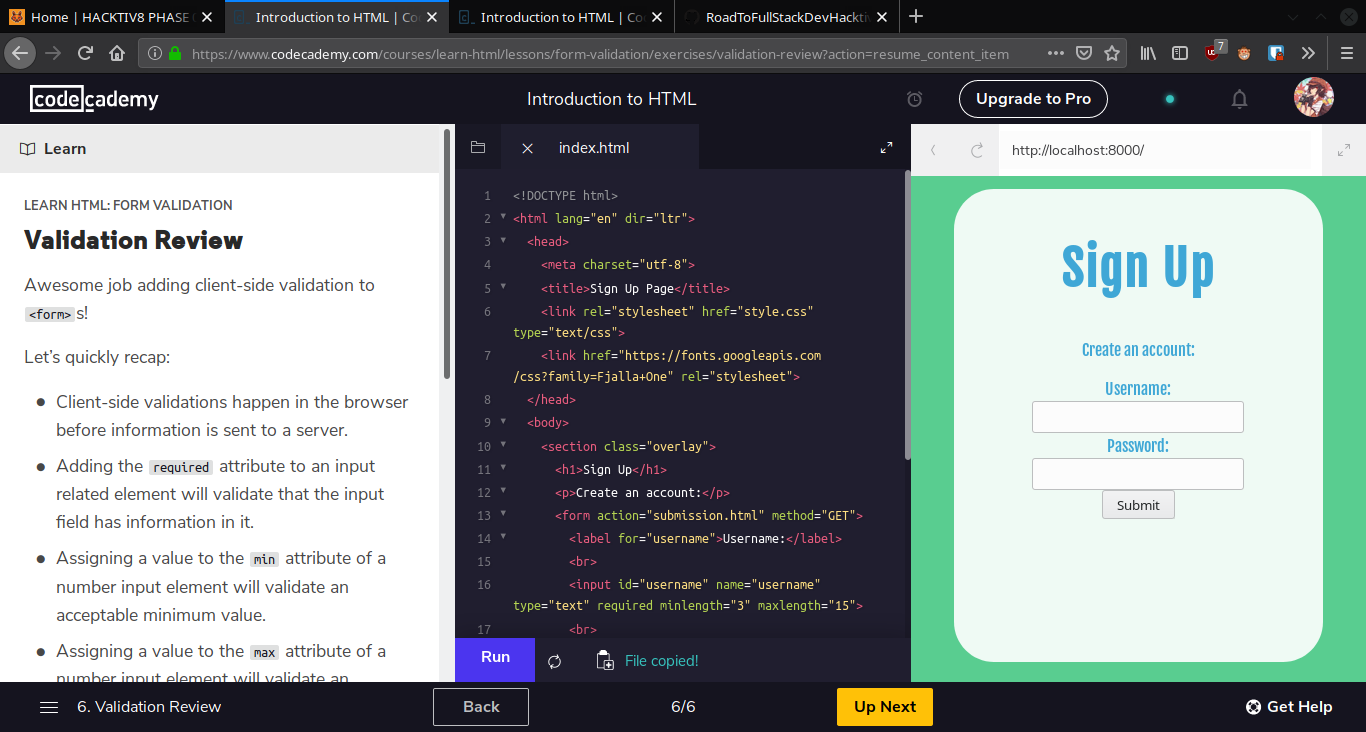 Home | HACKTIV8 PHASE
Introduction to HTML | Co
Introduction to HTML | Co
RoadToFullStackDevHackti
https://www.codecademy.com/courses/learn-html/lessons/form-validation/exercises/validation-review?action=resume_content_item
7
codecademy
Introduction to HTML
Upgrade to Pro
Learn
LEARN HTML: FORM VALIDATION
Validation Review
Awesome job adding client-side validation to
<form> s!
Let’s quickly recap:
Client-side validations happen in the browser
before information is sent to a server.
Adding the required attribute to an input
related element will validate that the input
field has information in it.
Assigning a value to the min attribute of a
number input element will validate an
acceptable minimum value.
Assigning a value to the max attribute of a
number input element will validate an
index.html
1 <!DOCTYPE html>
2 <html lang="en" dir="ltr">
3 <head>
4 <meta charset="utf-8">
5 <title>Sign Up Page</title>
6 <link rel="stylesheet" href="style.css"
type="text/css">
7 <link href="https://fonts.googleapis.com
/css?family=Fjalla+One" rel="stylesheet">
8 </head>
9 <body>
10 <section class="overlay">
11 <h1>Sign Up</h1>
12 <p>Create an account:</p>
13 <form action="submission.html" method="GET">
14 <label for="username">Username:</label>
15 <br>
16 <input id="username" name="username"
type="text" required minlength="3" maxlength="15">
17 <br>
Run
File copied!
http://localhost:8000/
Sign Up
Create an account:
Username:
Password:
Submit
6. Validation Review
Back
6/6
Up Next
Get Help